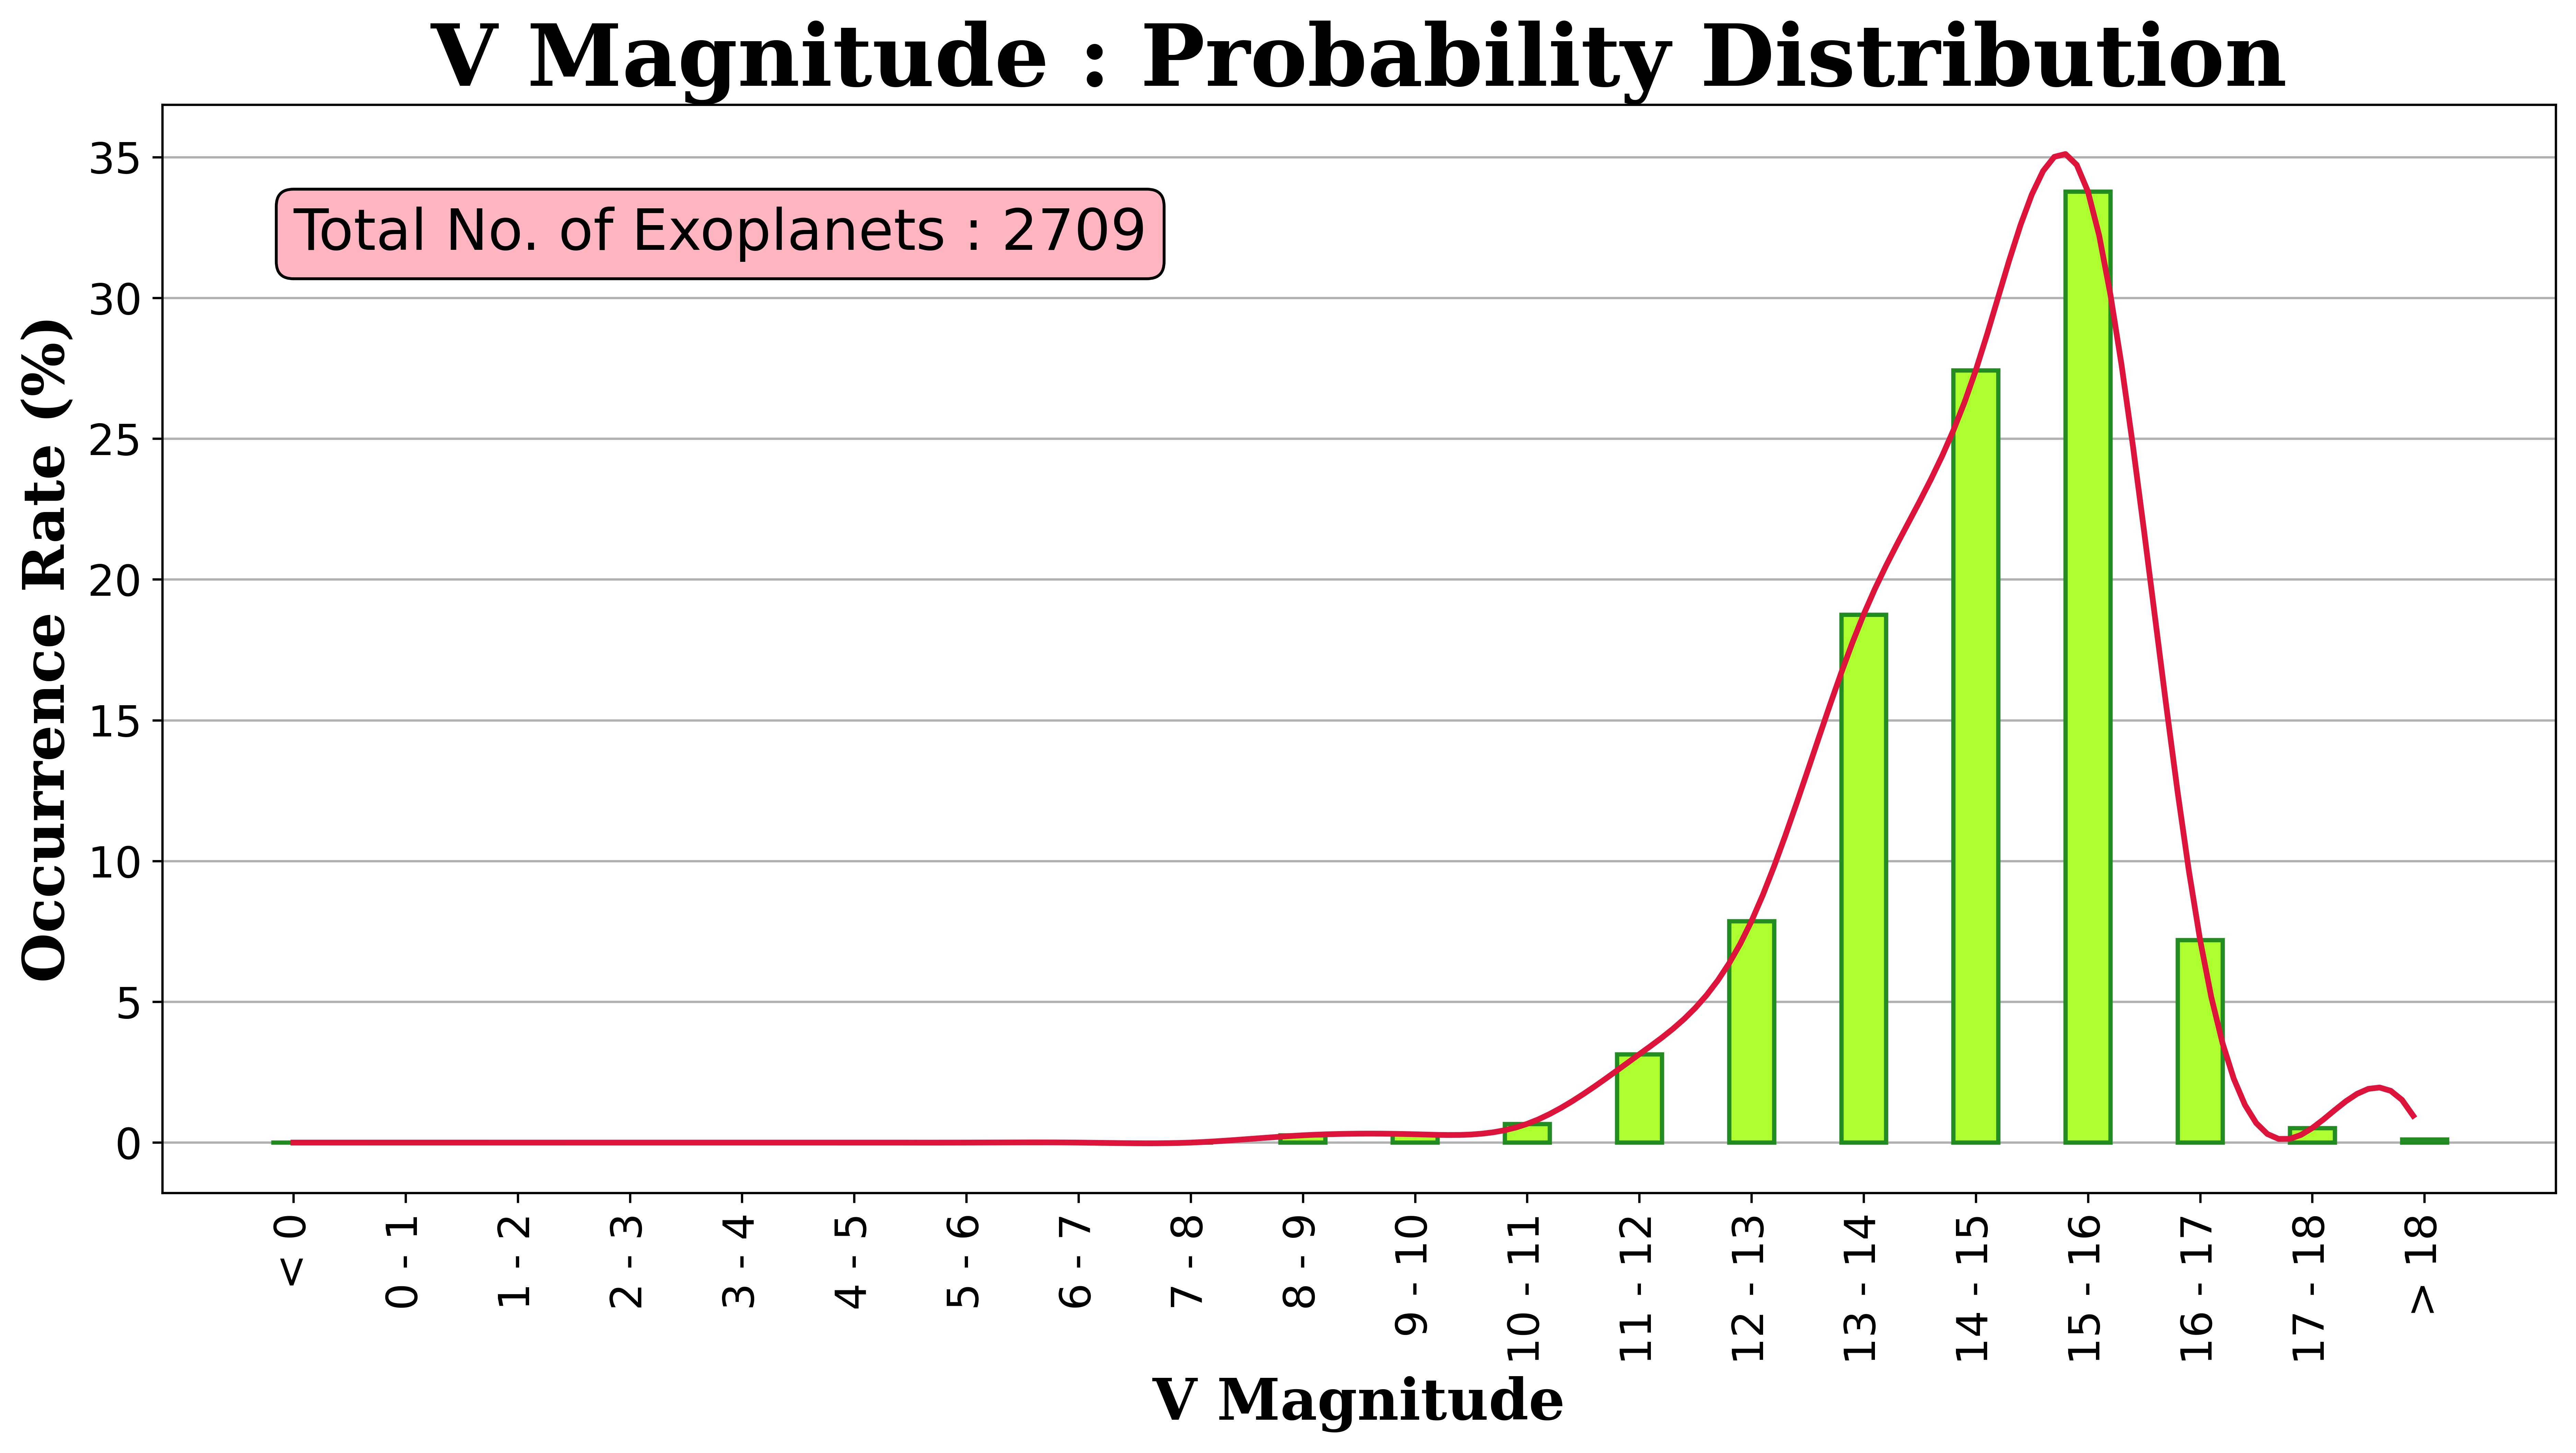 V Magnitude : Probability Distribution
Total No. of Exoplanets : 2709
Occurrence Rate (%)
35
30
25
20
15
10
5
0
< 0
0 - 1
1 - 2
2 - 3
3 - 4
4 - 5
5 - 6
6 - 7
7 - 8
8 - 9
9 - 10
10 - 11
11 - 12
12 - 13
13 - 14
14 - 15
15 - 16
16 - 17
17 - 18
> 18
V Magnitude